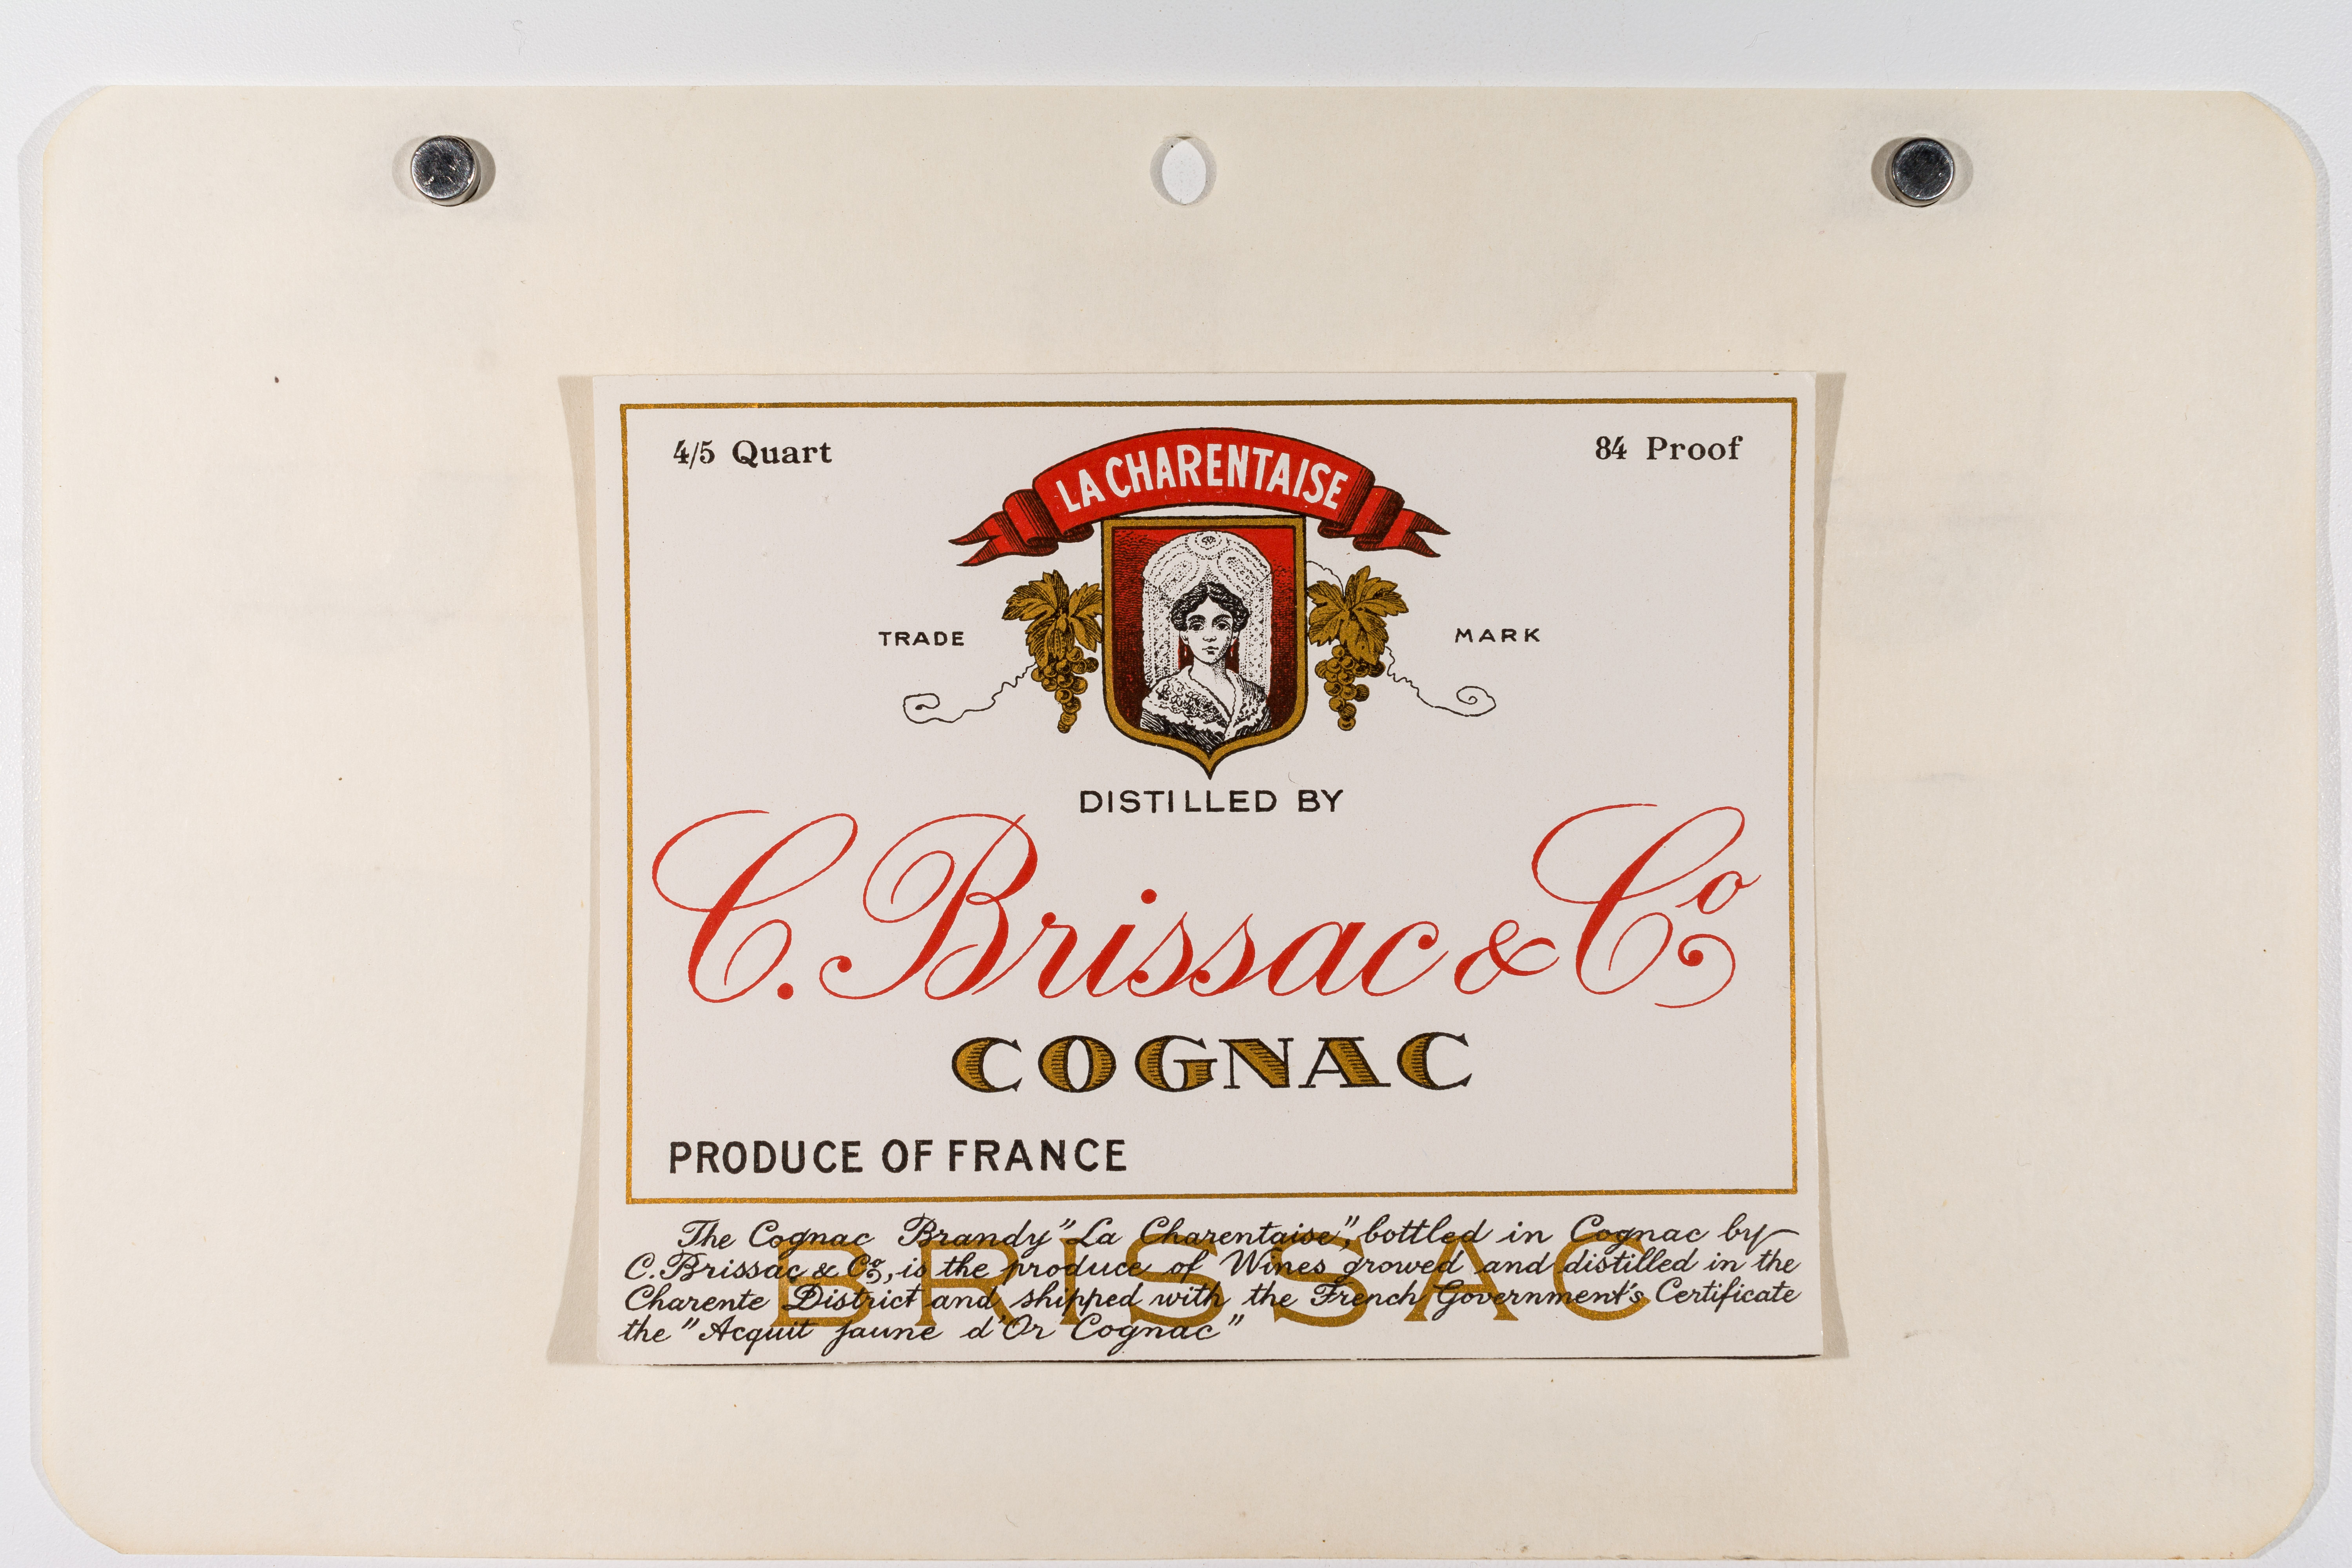 4/5 Quart
84 Proof
LA CHARENTAISE
TRADE MARK
DISTILLED BY
C. Brissac & Co
COGNAC
PRODUCE OF FRANCE
BRISSAC
The Cognac Brandy "La Charentaise", bottled in Cognac by
C. Brissac & Co, is the produce of Wines growed and distilled in the
Charente District and shipped with the French Government's Certificate
the "Acquit jaune d'Or Cognac"